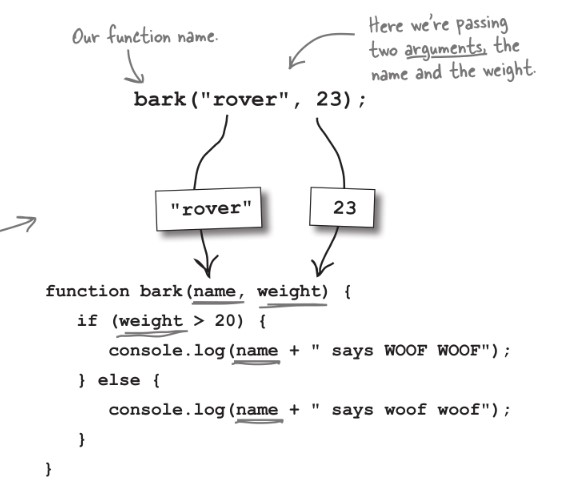 Our function name.
Here we're passing
two arguments, the
name and the weight.
bark("rover", 23);
"rover"
23
function bark(name, weight) {
if (weight > 20) {
console.log(name + " says WOOF WOOF");
} else {
console.log(name + " says woof woof");
}
}